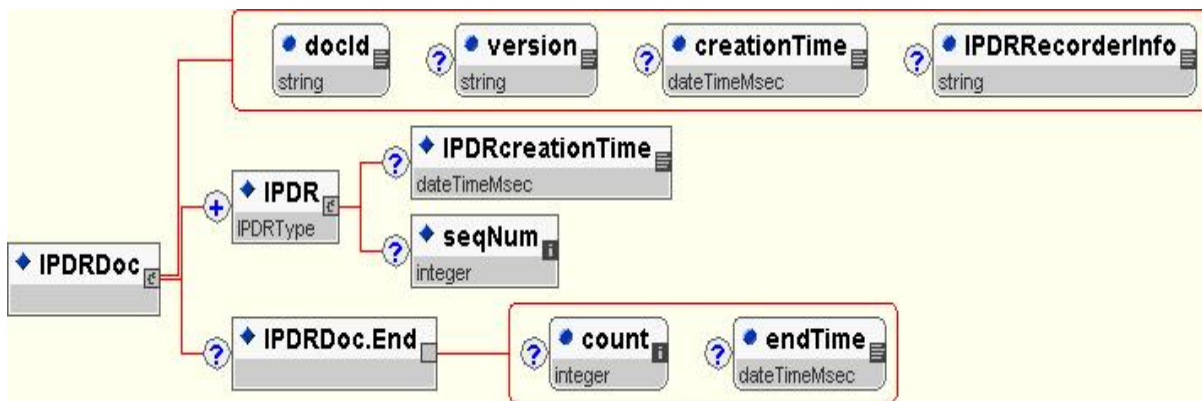 docId
string
? version
string
? creationTime
dateTimeMsec
? IPDRRecorderInfo
string
? IPDRcreationTime
dateTimeMsec
+ IPDR
IPDRType
? seqNum
integer
IPDRDoc
? IPDRDoc.End
? count
integer
? endTime
dateTimeMsec